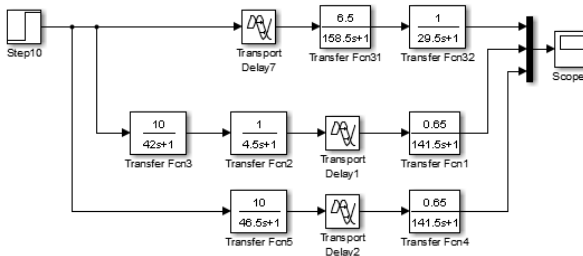 6.5
158.5s+1
1
29.5s+1
Step10
Transport
Delay7
Transfer Fcn31
Transfer Fcn32
Scope
10
42s+1
1
4.5s+1
0.65
141.5s+1
Transfer Fcn3
Transfer Fcn2
Transport
Delay1
Transfer Fcn1
10
46.5s+1
0.65
141.5s+1
Transfer Fcn5
Transport
Delay2
Transfer Fcn4